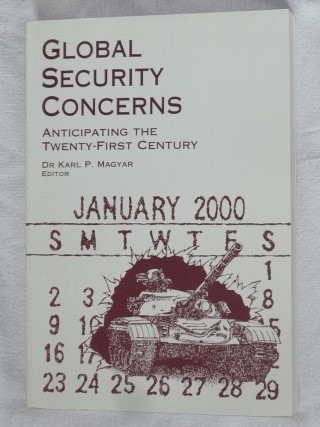 GLOBAL
SECURITY
CONCERNS
ANTICIPATING THE
TWENTY-FIRST CENTURY
DR KARL P. MAGYAR
EDITOR
JANUARY 2000
S M T W T F S
1
2 3 8
9 10 15
16 17
23 24 25 26 27 28 29